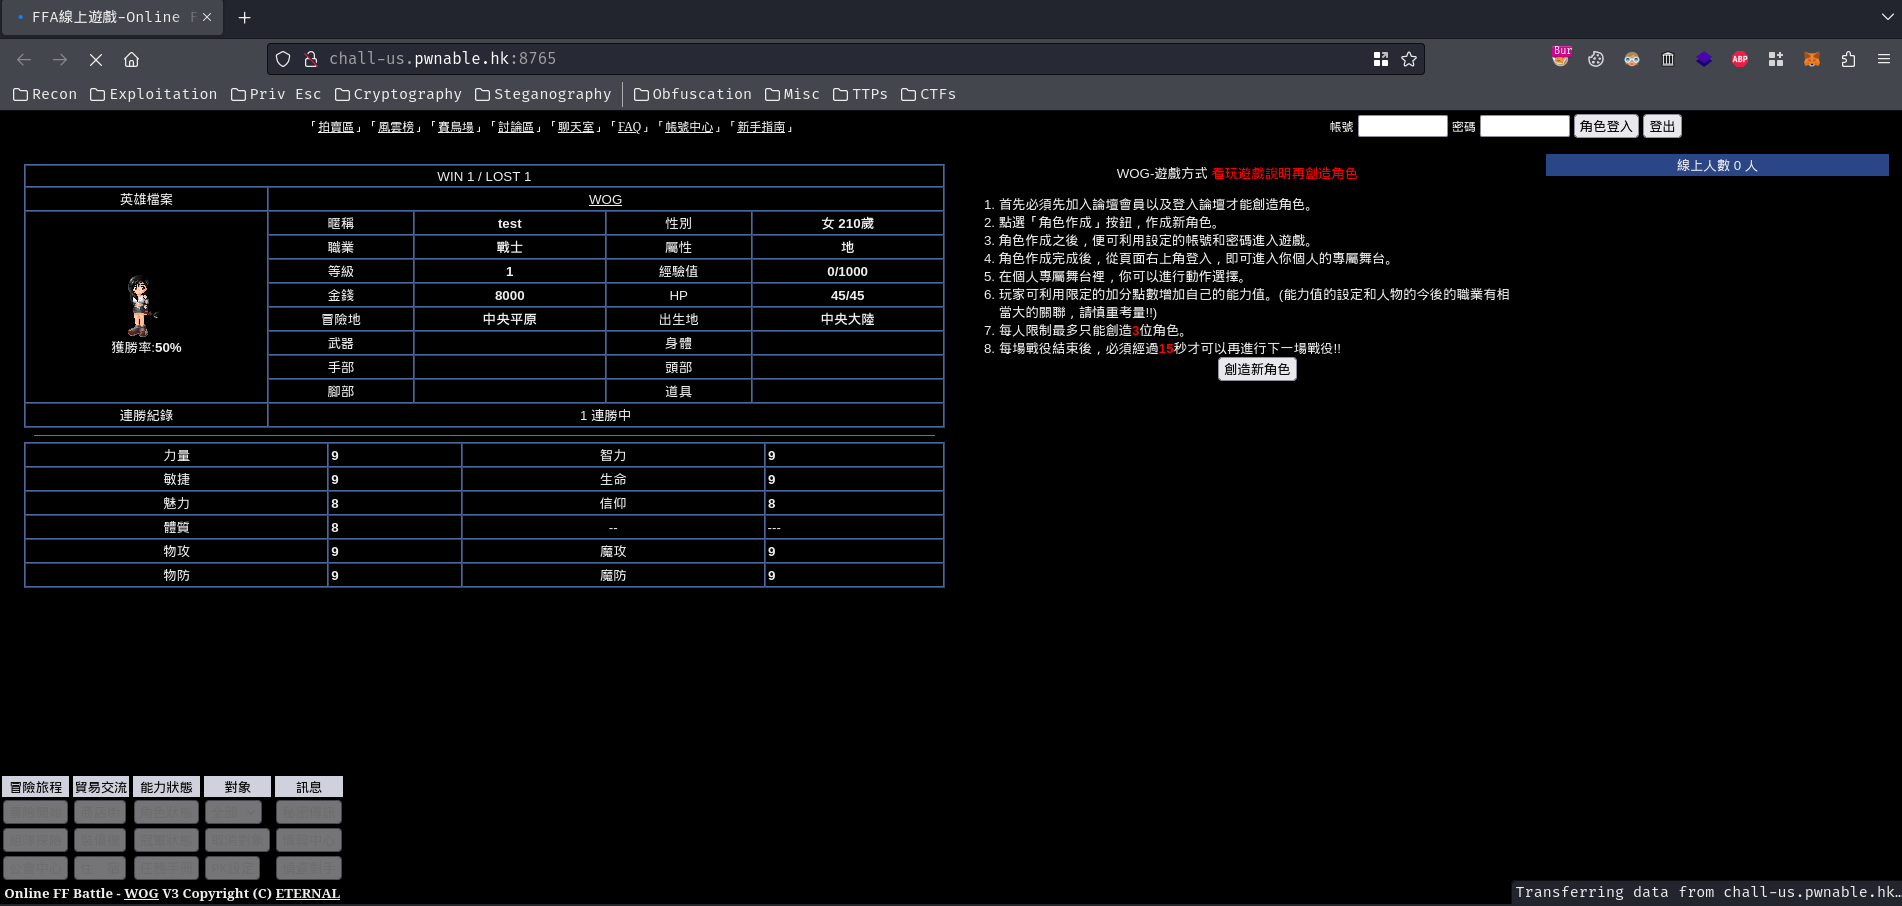 FFA線上遊戲-Online F
chall-us.pwnable.hk:8765
Bur
ABP
Recon Exploitation Priv Esc Cryptography Steganography Obfuscation Misc TTPs CTFs
「拍賣區」「風雲榜」「賽鳥場」「討論區」「聊天室」「FAQ」「帳號中心」「新手指南」
帳號 密碼 角色登入 登出
線上人數 0 人
WIN 1 / LOST 1
英雄檔案 WOG
暱稱 test 性別 女 210歲
職業 戰士 屬性 地
等級 1 經驗值 0/1000
金錢 8000 HP 45/45
冒險地 中央平原 出生地 中央大陸
武器 身體
手部 頭部
腳部 道具
獲勝率:50%
連勝紀錄 1 連勝中
力量 9 智力 9
敏捷 9 生命 9
魅力 8 信仰 8
體質 8 -- ---
物攻 9 魔攻 9
物防 9 魔防 9
WOG-遊戲方式 看玩遊戲說明再創造角色
1. 首先必須先加入論壇會員以及登入論壇才能創造角色。
2. 點選「角色作成」按鈕，作成新角色。
3. 角色作成之後，便可利用設定的帳號和密碼進入遊戲。
4. 角色作成完成後，從頁面右上角登入，即可進入你個人的專屬舞台。
5. 在個人專屬舞台裡，你可以進行動作選擇。
6. 玩家可利用限定的加分點數增加自己的能力值。(能力值的設定和人物的今後的職業有相
當大的關聯，請慎重考量!!)
7. 每人限制最多只能創造3位角色。
8. 每場戰役結束後，必須經過15秒才可以再進行下一場戰役!!
創造新角色
冒險旅程 貿易交流 能力狀態 對象 訊息
Online FF Battle - WOG V3 Copyright (C) ETERNAL
Transferring data from chall-us.pwnable.hk…